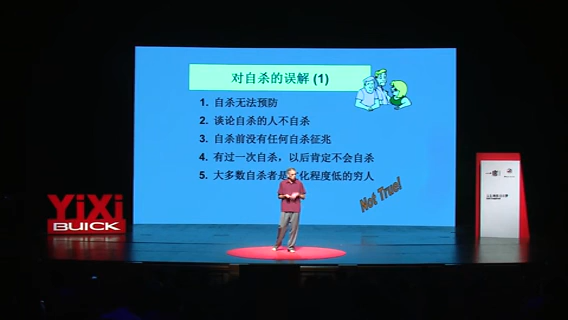 对自杀的误解 (1)
1. 自杀无法预防
2. 谈论自杀的人不自杀
3. 自杀前没有任何自杀征兆
4. 有过一次自杀，以后肯定不会自杀
5. 大多数自杀者是 化程度低的穷人
Not True!
YiXi
BUICK
一席